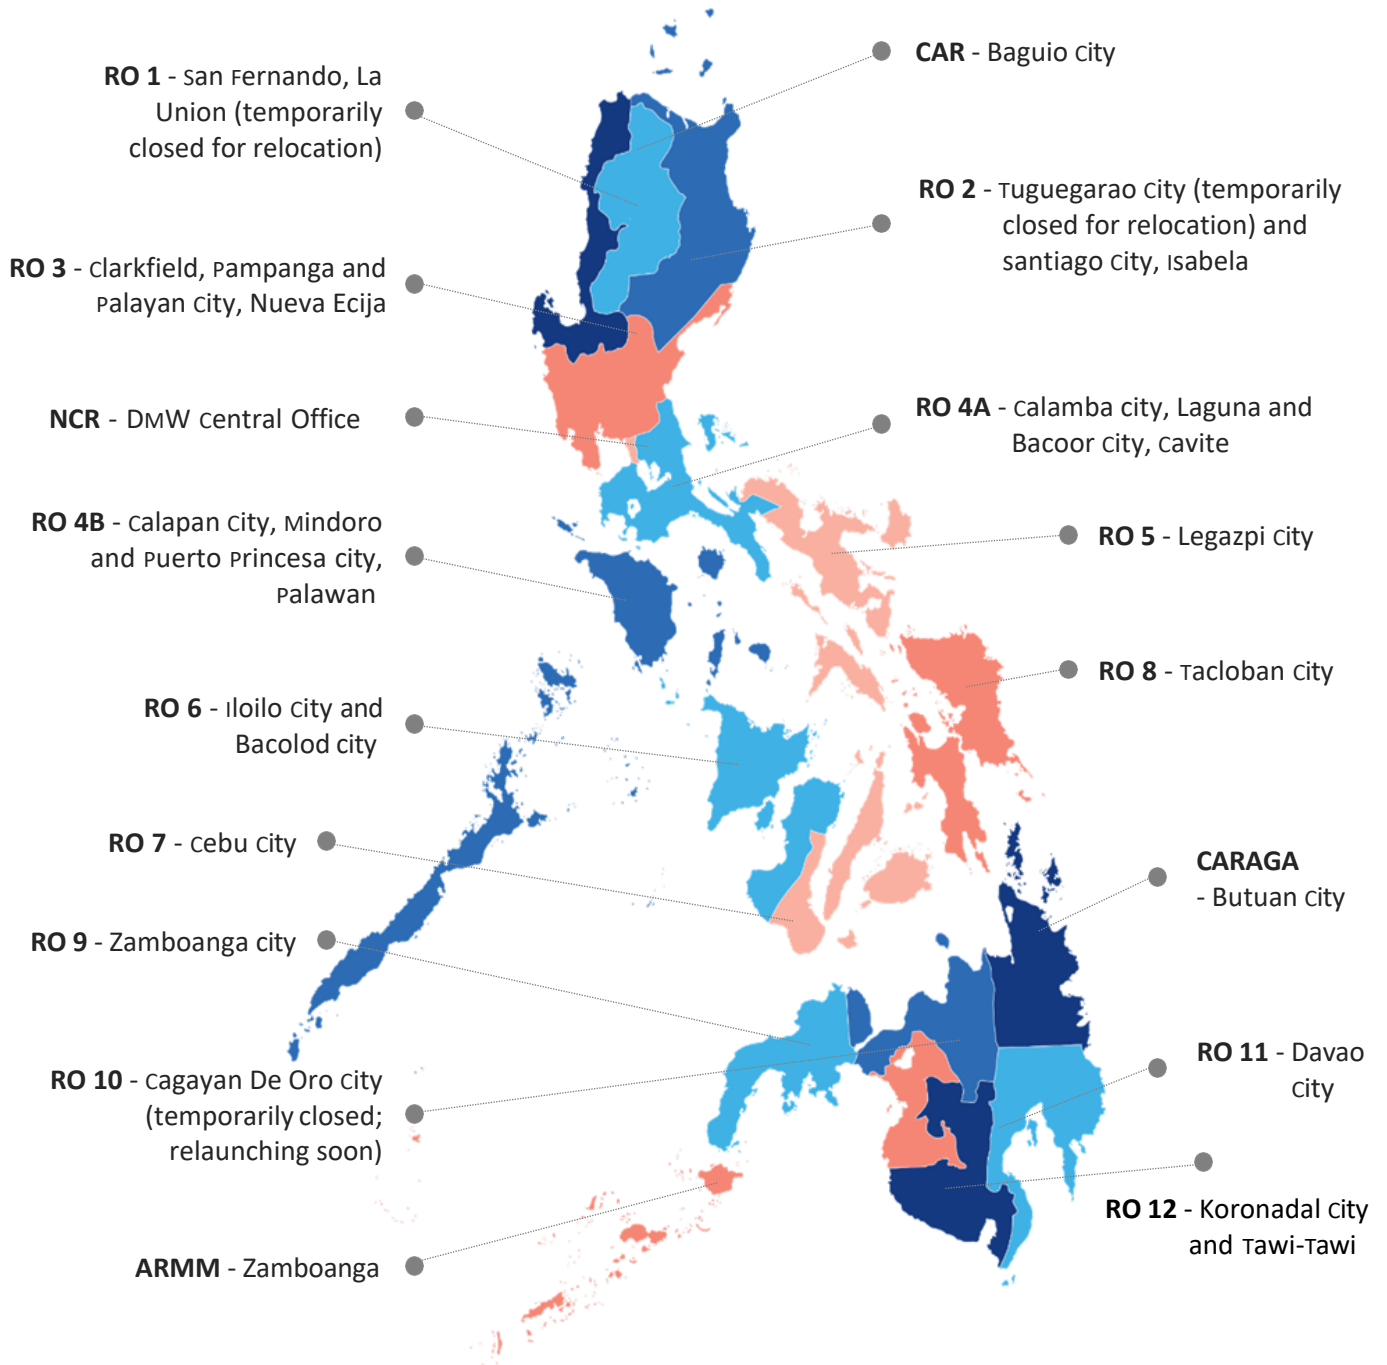 CAR - Baguio City
RO 1 - San Fernando, La
Union (temporarily
closed for relocation)
RO 2 - Tuguegarao City (temporarily
closed for relocation) and
santiago City, Isabela
RO 3 - Clarkfield, Pampanga and
Palayan City, Nueva Ecija
NCR - DMW Central Office
RO 4A - Calamba city, Laguna and
Bacoor City, Cavite
RO 4B - Calapan City, Mindoro
and Puerto Princesa city,
Palawan
RO 5 - Legazpi City
RO 8 - Tacloban City
RO 6 - Iloilo City and
Bacolod city
RO 7 - Cebu City
CARAGA
- Butuan City
RO 9 - Zamboanga city
RO 10 - Cagayan De Oro City
(temporarily closed;
relaunching soon)
RO 11 - Davao
City
RO 12 - Koronadal City
and Tawi-Tawi
ARMM - Zamboanga